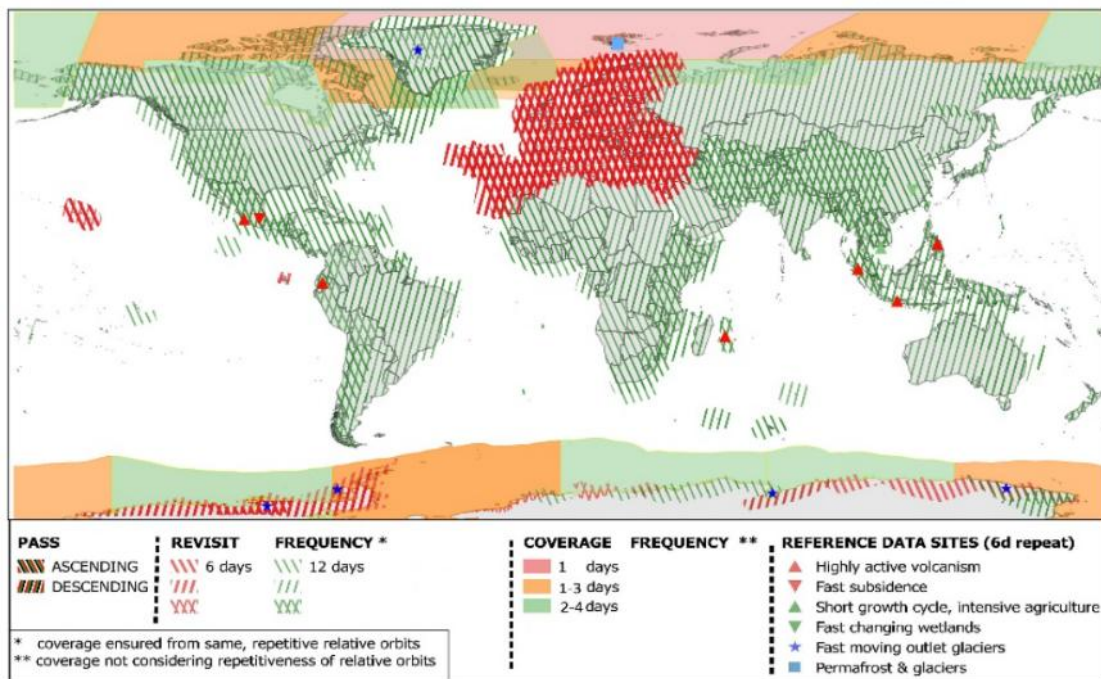 PASS
ASCENDING
DESCENDING
REVISIT FREQUENCY *
6 days 12 days
* coverage ensured from same, repetitive relative orbits
** coverage not considering repetitiveness of relative orbits
COVERAGE FREQUENCY **
1 days
1-3 days
2-4 days
REFERENCE DATA SITES (6d repeat)
Highly active volcanism
Fast subsidence
Short growth cycle, intensive agriculture
Fast changing wetlands
Fast moving outlet glaciers
Permafrost & glaciers